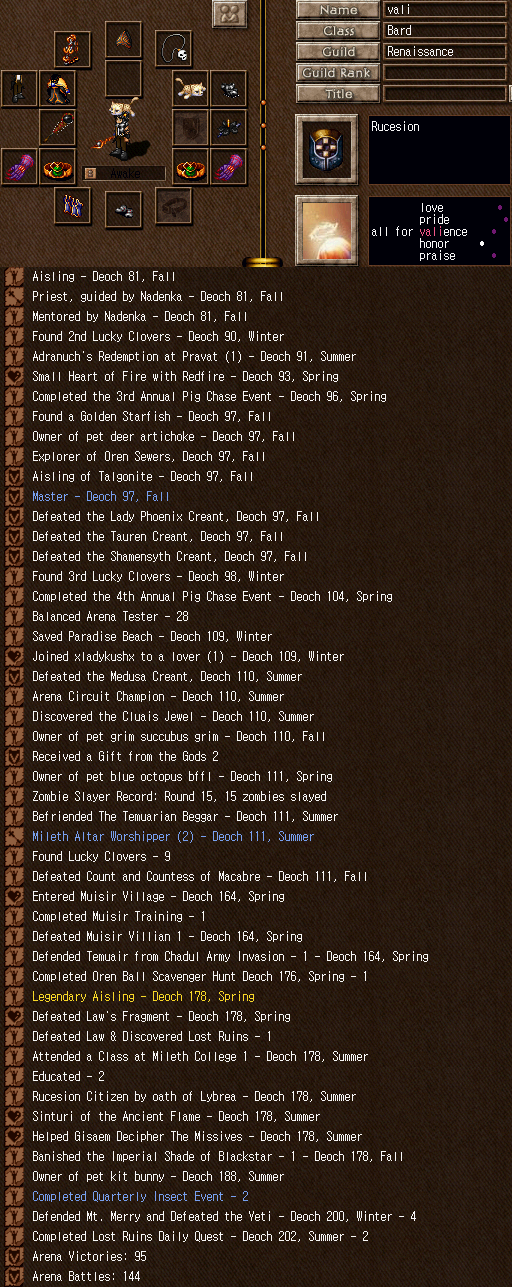 Name vali
Class Bard
Guild Renaissance
Guild Rank
Title
Rucesion
Awake
love
pride
all for valience
honor
praise
Aisling - Deoch 81, Fall
Priest, guided by Nadenka - Deoch 81, Fall
Mentored by Nadenka - Deoch 81, Fall
Found 2nd Lucky Clovers - Deoch 90, Winter
Adranuch's Redemption at Pravat (1) - Deoch 91, Summer
Small Heart of Fire with Redfire - Deoch 93, Spring
Completed the 3rd Annual Pig Chase Event - Deoch 96, Spring
Found a Golden Starfish - Deoch 97, Fall
Owner of pet deer artichoke - Deoch 97, Fall
Explorer of Oren Sewers, Deoch 97, Fall
Aisling of Talgonite - Deoch 97, Fall
Master - Deoch 97, Fall
Defeated the Lady Phoenix Creant, Deoch 97, Fall
Defeated the Tauren Creant, Deoch 97, Fall
Defeated the Shamensyth Creant, Deoch 97, Fall
Found 3rd Lucky Clovers - Deoch 98, Winter
Completed the 4th Annual Pig Chase Event - Deoch 104, Spring
Balanced Arena Tester - 28
Saved Paradise Beach - Deoch 109, Winter
Joined xladykushx to a lover (1) - Deoch 109, Winter
Defeated the Medusa Creant, Deoch 110, Summer
Arena Circuit Champion - Deoch 110, Summer
Discovered the Cluais Jewel - Deoch 110, Summer
Owner of pet grim succubus grim - Deoch 110, Fall
Received a Gift from the Gods 2
Owner of pet blue octopus bffl - Deoch 111, Spring
Zombie Slayer Record: Round 15, 15 zombies slayed
Befriended The Temuarian Beggar - Deoch 111, Summer
Mileth Altar Worshipper (2) - Deoch 111, Summer
Found Lucky Clovers - 9
Defeated Count and Countess of Macabre - Deoch 111, Fall
Entered Muisir Village - Deoch 164, Spring
Completed Muisir Training - 1
Defeated Muisir Villian 1 - Deoch 164, Spring
Defended Temuair from Chadul Army Invasion - 1 - Deoch 164, Spring
Completed Oren Ball Scavenger Hunt Deoch 176, Spring - 1
Legendary Aisling - Deoch 178, Spring
Defeated Law's Fragment - Deoch 178, Spring
Defeated Law & Discovered Lost Ruins - 1
Attended a Class at Mileth College 1 - Deoch 178, Summer
Educated - 2
Rucesion Citizen by oath of Lybrea - Deoch 178, Summer
Sinturi of the Ancient Flame - Deoch 178, Summer
Helped Gisaem Decipher The Missives - Deoch 178, Summer
Banished the Imperial Shade of Blackstar - 1 - Deoch 178, Fall
Owner of pet kit bunny - Deoch 188, Summer
Completed Quarterly Insect Event - 2
Defended Mt. Merry and Defeated the Yeti - Deoch 200, Winter - 4
Completed Lost Ruins Daily Quest - Deoch 202, Summer - 2
Arena Victories: 95
Arena Battles: 144